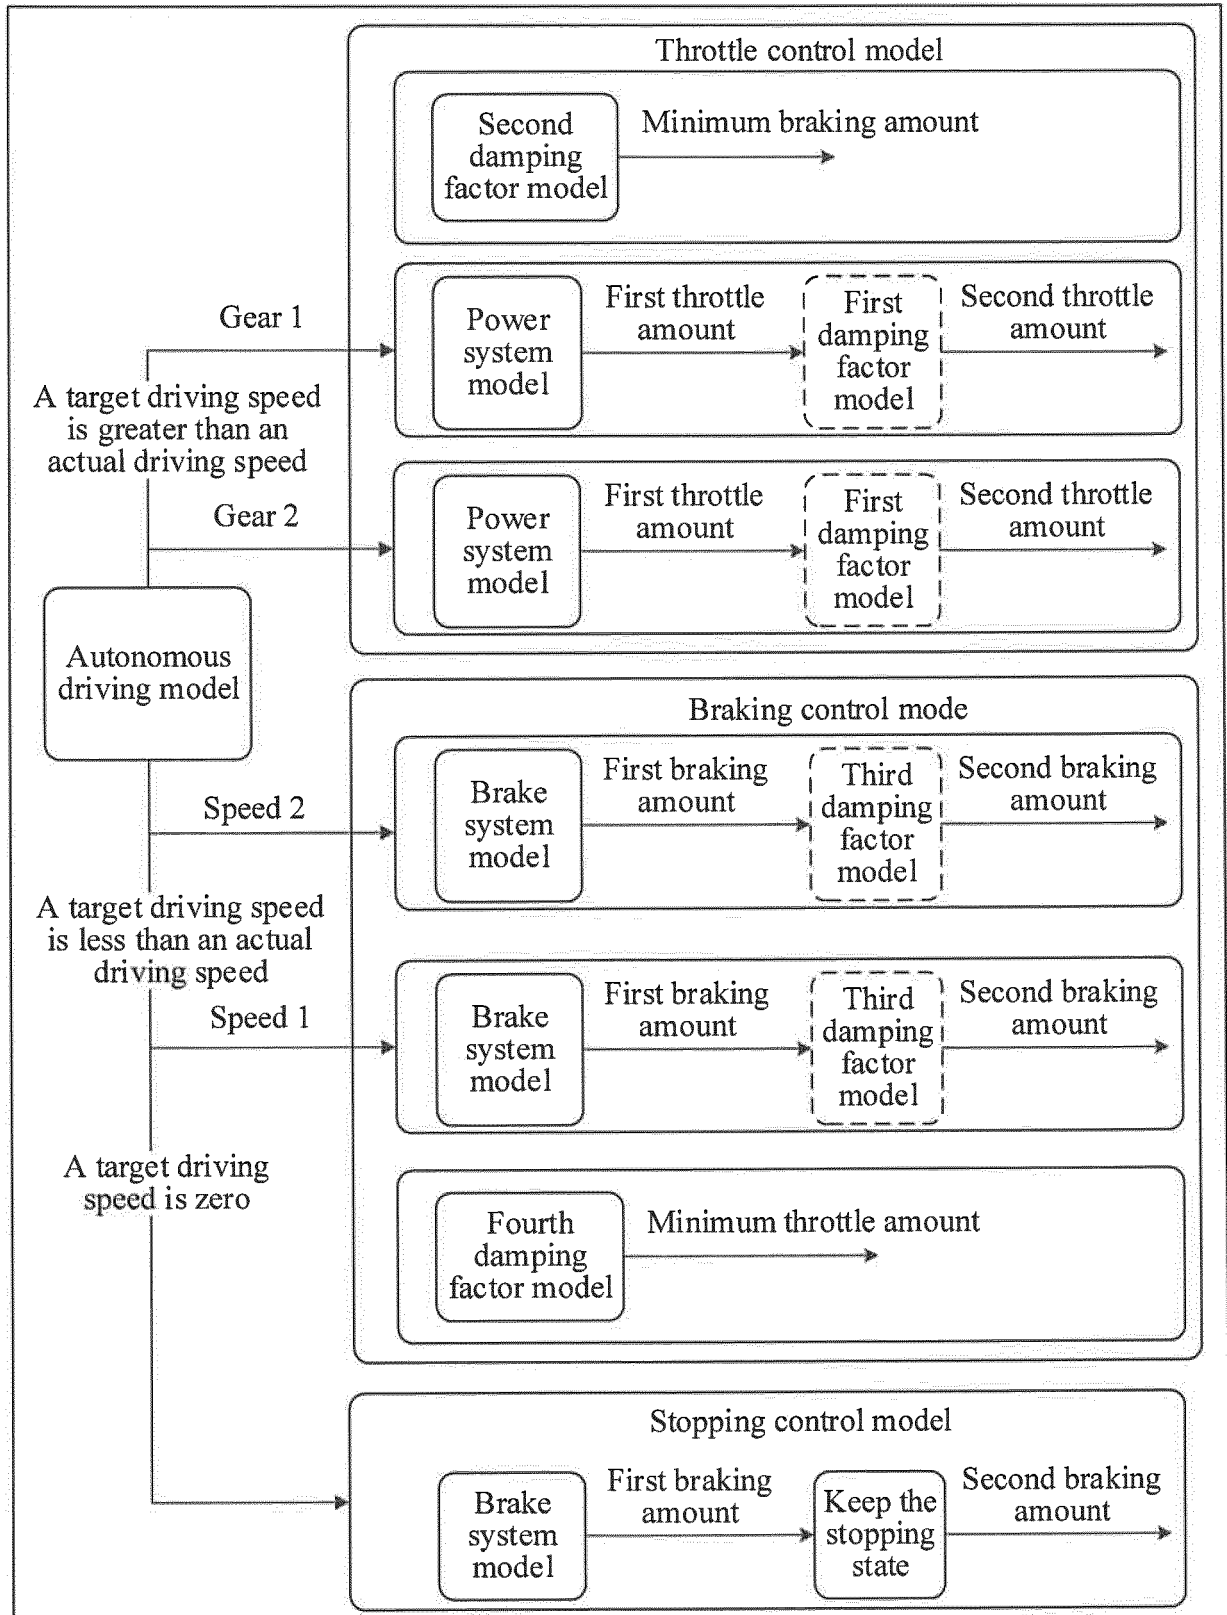 Throttle control model
Second
damping
factor model
Minimum braking amount
Gear 1
Power
system
model
First throttle
amount
First
damping
factor
model
Second throttle
amount
A target driving speed
is greater than an
actual driving speed
Gear 2
Power
system
model
First throttle
amount
First
damping
factor
model
Second throttle
amount
Autonomous
driving model
Braking control mode
Speed 2
Brake
system
model
First braking
amount
Third
damping
factor
model
Second braking
amount
A target driving speed
is less than an actual
driving speed
Speed 1
Brake
system
model
First braking
amount
Third
damping
factor
model
Second braking
amount
A target driving
speed is zero
Fourth
damping
factor model
Minimum throttle amount
Stopping control model
Brake
system
model
First braking
amount
Keep the
stopping
state
Second braking
amount